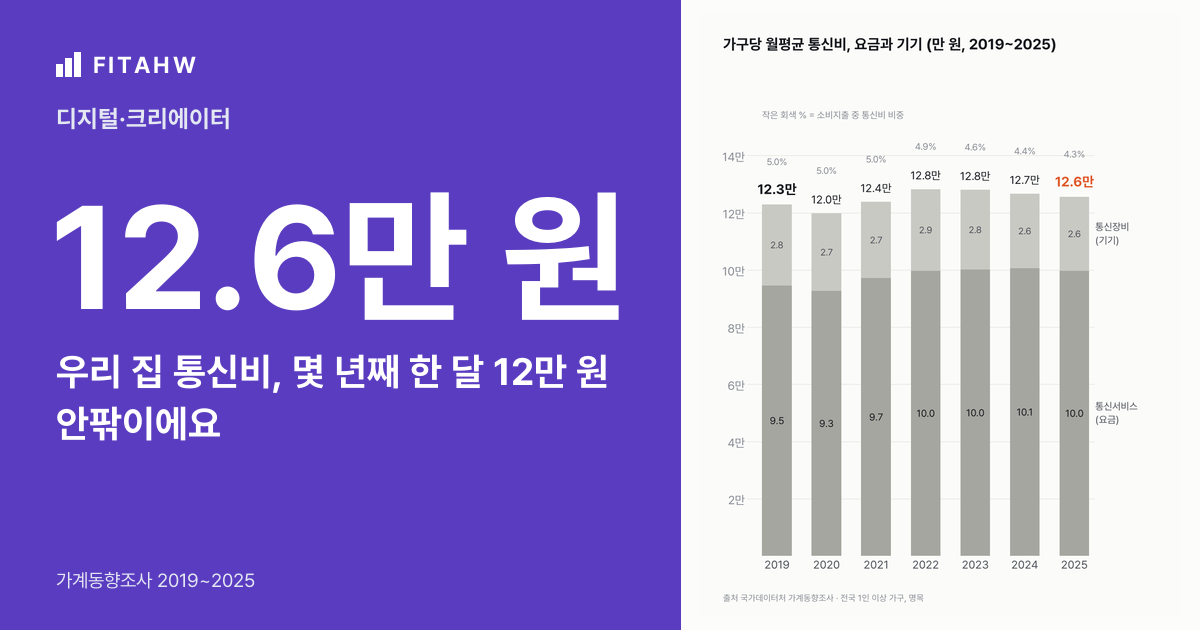 FITAHW
디지털·크리에이터
12.6만 원
우리 집 통신비, 몇 년째 한 달 12만 원
안팎이에요
가계동향조사 2019~2025
가구당 월평균 통신비, 요금과 기기 (만 원, 2019~2025)
작은 회색 % = 소비지출 중 통신비 비중
5.0% 5.0% 5.0% 4.9% 4.6% 4.4% 4.3%
12.3만 12.0만 12.4만 12.8만 12.8만 12.7만 12.6만
14만
12만
10만
8만
6만
4만
2만
2.8 2.7 2.7 2.9 2.8 2.6 2.6
통신장비
(기기)
9.5 9.3 9.7 10.0 10.0 10.1 10.0
통신서비스
(요금)
2019 2020 2021 2022 2023 2024 2025
출처 국가데이터처 가계동향조사 · 전국 1인 이상 가구, 명목